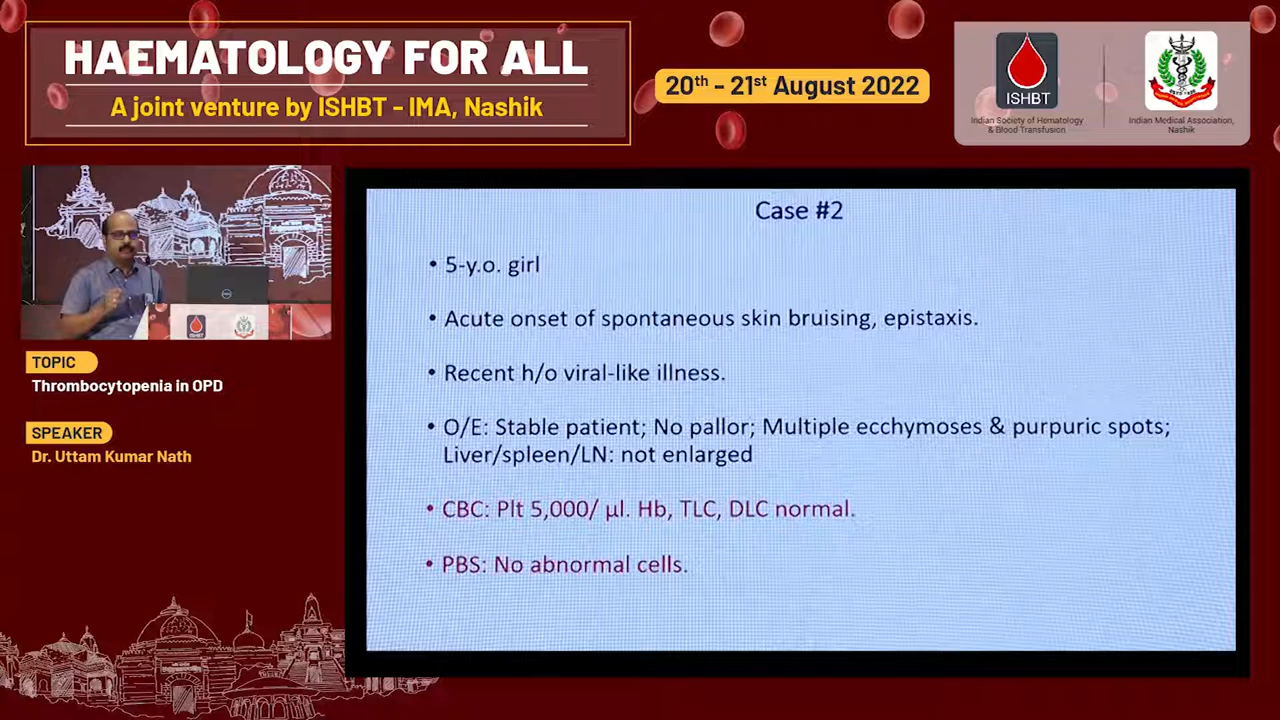 HAEMATOLOGY FOR ALL
A joint venture by ISHBT - IMA, Nashik
20th - 21st August 2022
ISHBT
Indian Society of Hematology
& Blood Transfusion
Indian Medical Association,
Nashik
TOPIC
Thrombocytopenia in OPD
SPEAKER
Dr. Uttam Kumar Nath
ISHBT
Case #2
• 5-y.o. girl
• Acute onset of spontaneous skin bruising, epistaxis.
• Recent h/o viral-like illness.
• O/E: Stable patient; No pallor; Multiple ecchymoses & purpuric spots;
Liver/spleen/LN: not enlarged
• CBC: Plt 5,000/ µl. Hb, TLC, DLC normal.
• PBS: No abnormal cells.